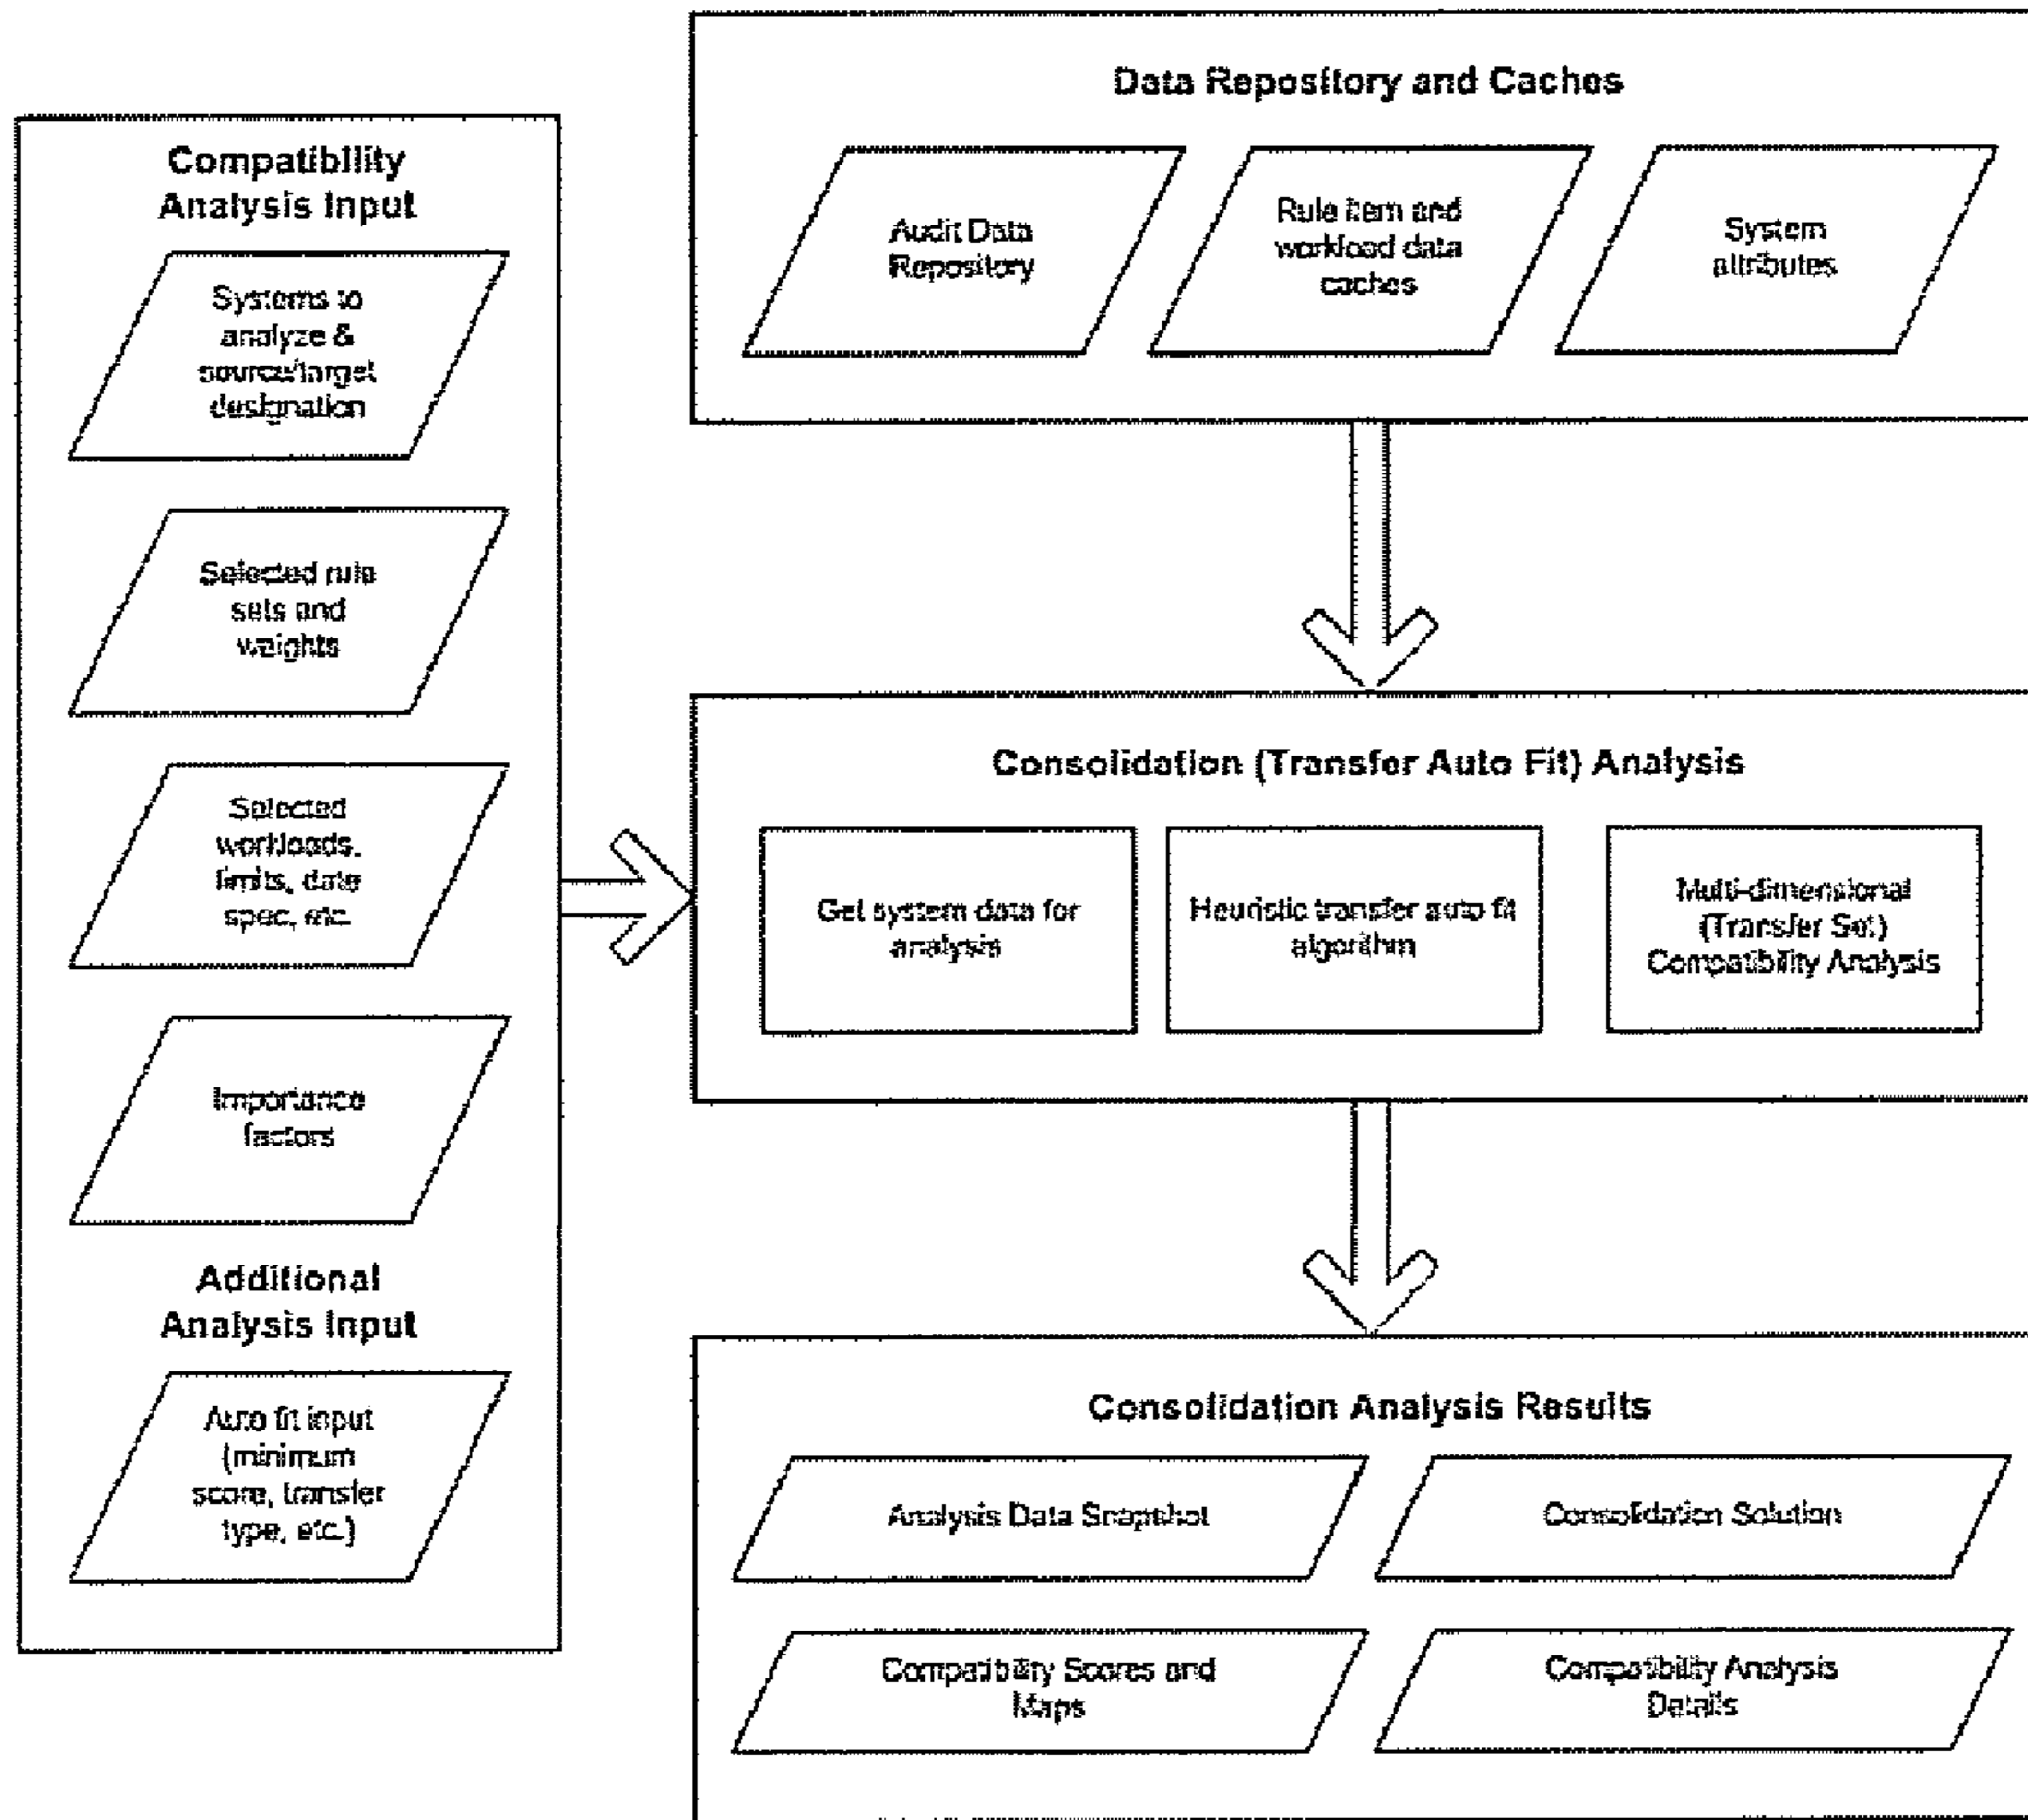 Compatibility
Analysis Input
Systems to
analyze &
source/target
designation
Selected rule
sets and
weights
Selected
workloads,
limits, date
spec, etc.
Importance
factors
Additional
Analysis Input
Auto fit input
(minimum
score, transfer
type, etc.)
Data Repository and Caches
Audit Data
Repository
Rule item and
workload data
caches
System
attributes
Consolidation (Transfer Auto Fit) Analysis
Get system data for
analysis
Heuristic transfer auto fit
algorithm
Multi-dimensional
(Transfer Set)
Compatibility Analysis
Consolidation Analysis Results
Analysis Data Snapshot
Consolidation Solution
Compatibility Scores and
Maps
Compatibility Analysis
Details